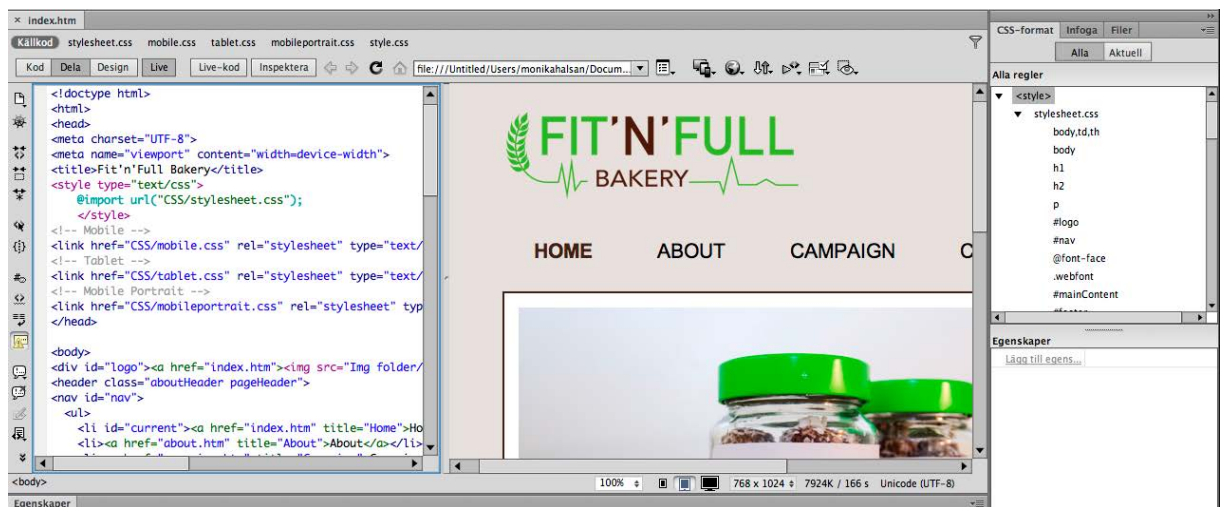 × index.htm
Källkod stylesheet.css mobile.css tablet.css mobileportrait.css style.css
Kod Dela Design Live Live-kod Inspektera file:///Untitled/Users/monikahalsan/Docum...
<!doctype html>
<html>
<head>
<meta charset="UTF-8">
<meta name="viewport" content="width=device-width">
<title>Fit'n'Full Bakery</title>
<style type="text/css">
@import url("CSS/stylesheet.css");
</style>
<!-- Mobile -->
<link href="CSS/mobile.css" rel="stylesheet" type="text/
<!-- Tablet -->
<link href="CSS/tablet.css" rel="stylesheet" type="text/
<!-- Mobile Portrait -->
<link href="CSS/mobileportrait.css" rel="stylesheet" typ
</head>
<body>
<div id="logo"><a href="index.htm"><img src="Img folder/
<header class="aboutHeader pageHeader">
<nav id="nav">
<ul>
<li id="current"><a href="index.htm" title="Home">Ho
<li><a href="about.htm" title="About">About</a></li>
FIT'N'FULL
BAKERY
HOME ABOUT CAMPAIGN C
<body>
100% 768 x 1024 7924K / 166 s Unicode (UTF-8)
Egenskaper
CSS-format Infoga Filer
Alla Aktuell
Alla regler
<style>
stylesheet.css
body,td,th
body
h1
h2
p
#logo
#nav
@font-face
.webfont
#mainContent
Egenskaper
Lägg till egens...